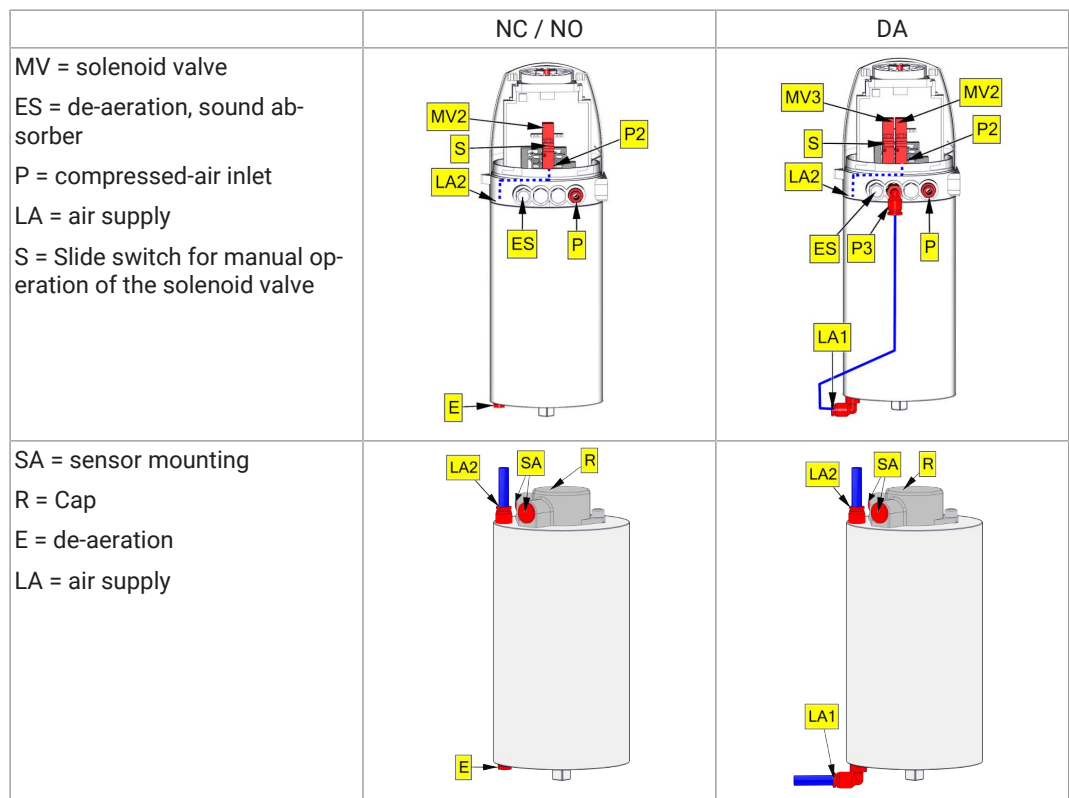 NC / NO
DA
MV = solenoid valve
ES = de-aeration, sound ab-
sorber
P = compressed-air inlet
LA = air supply
S = Slide switch for manual op-
eration of the solenoid valve
MV2
S
P2
LA2
ES
P
E
MV3
MV2
S
P2
LA2
ES
P3
P
LA1
SA = sensor mounting
R = Cap
E = de-aeration
LA = air supply
LA2
SA
R
E
LA2
SA
R
LA1